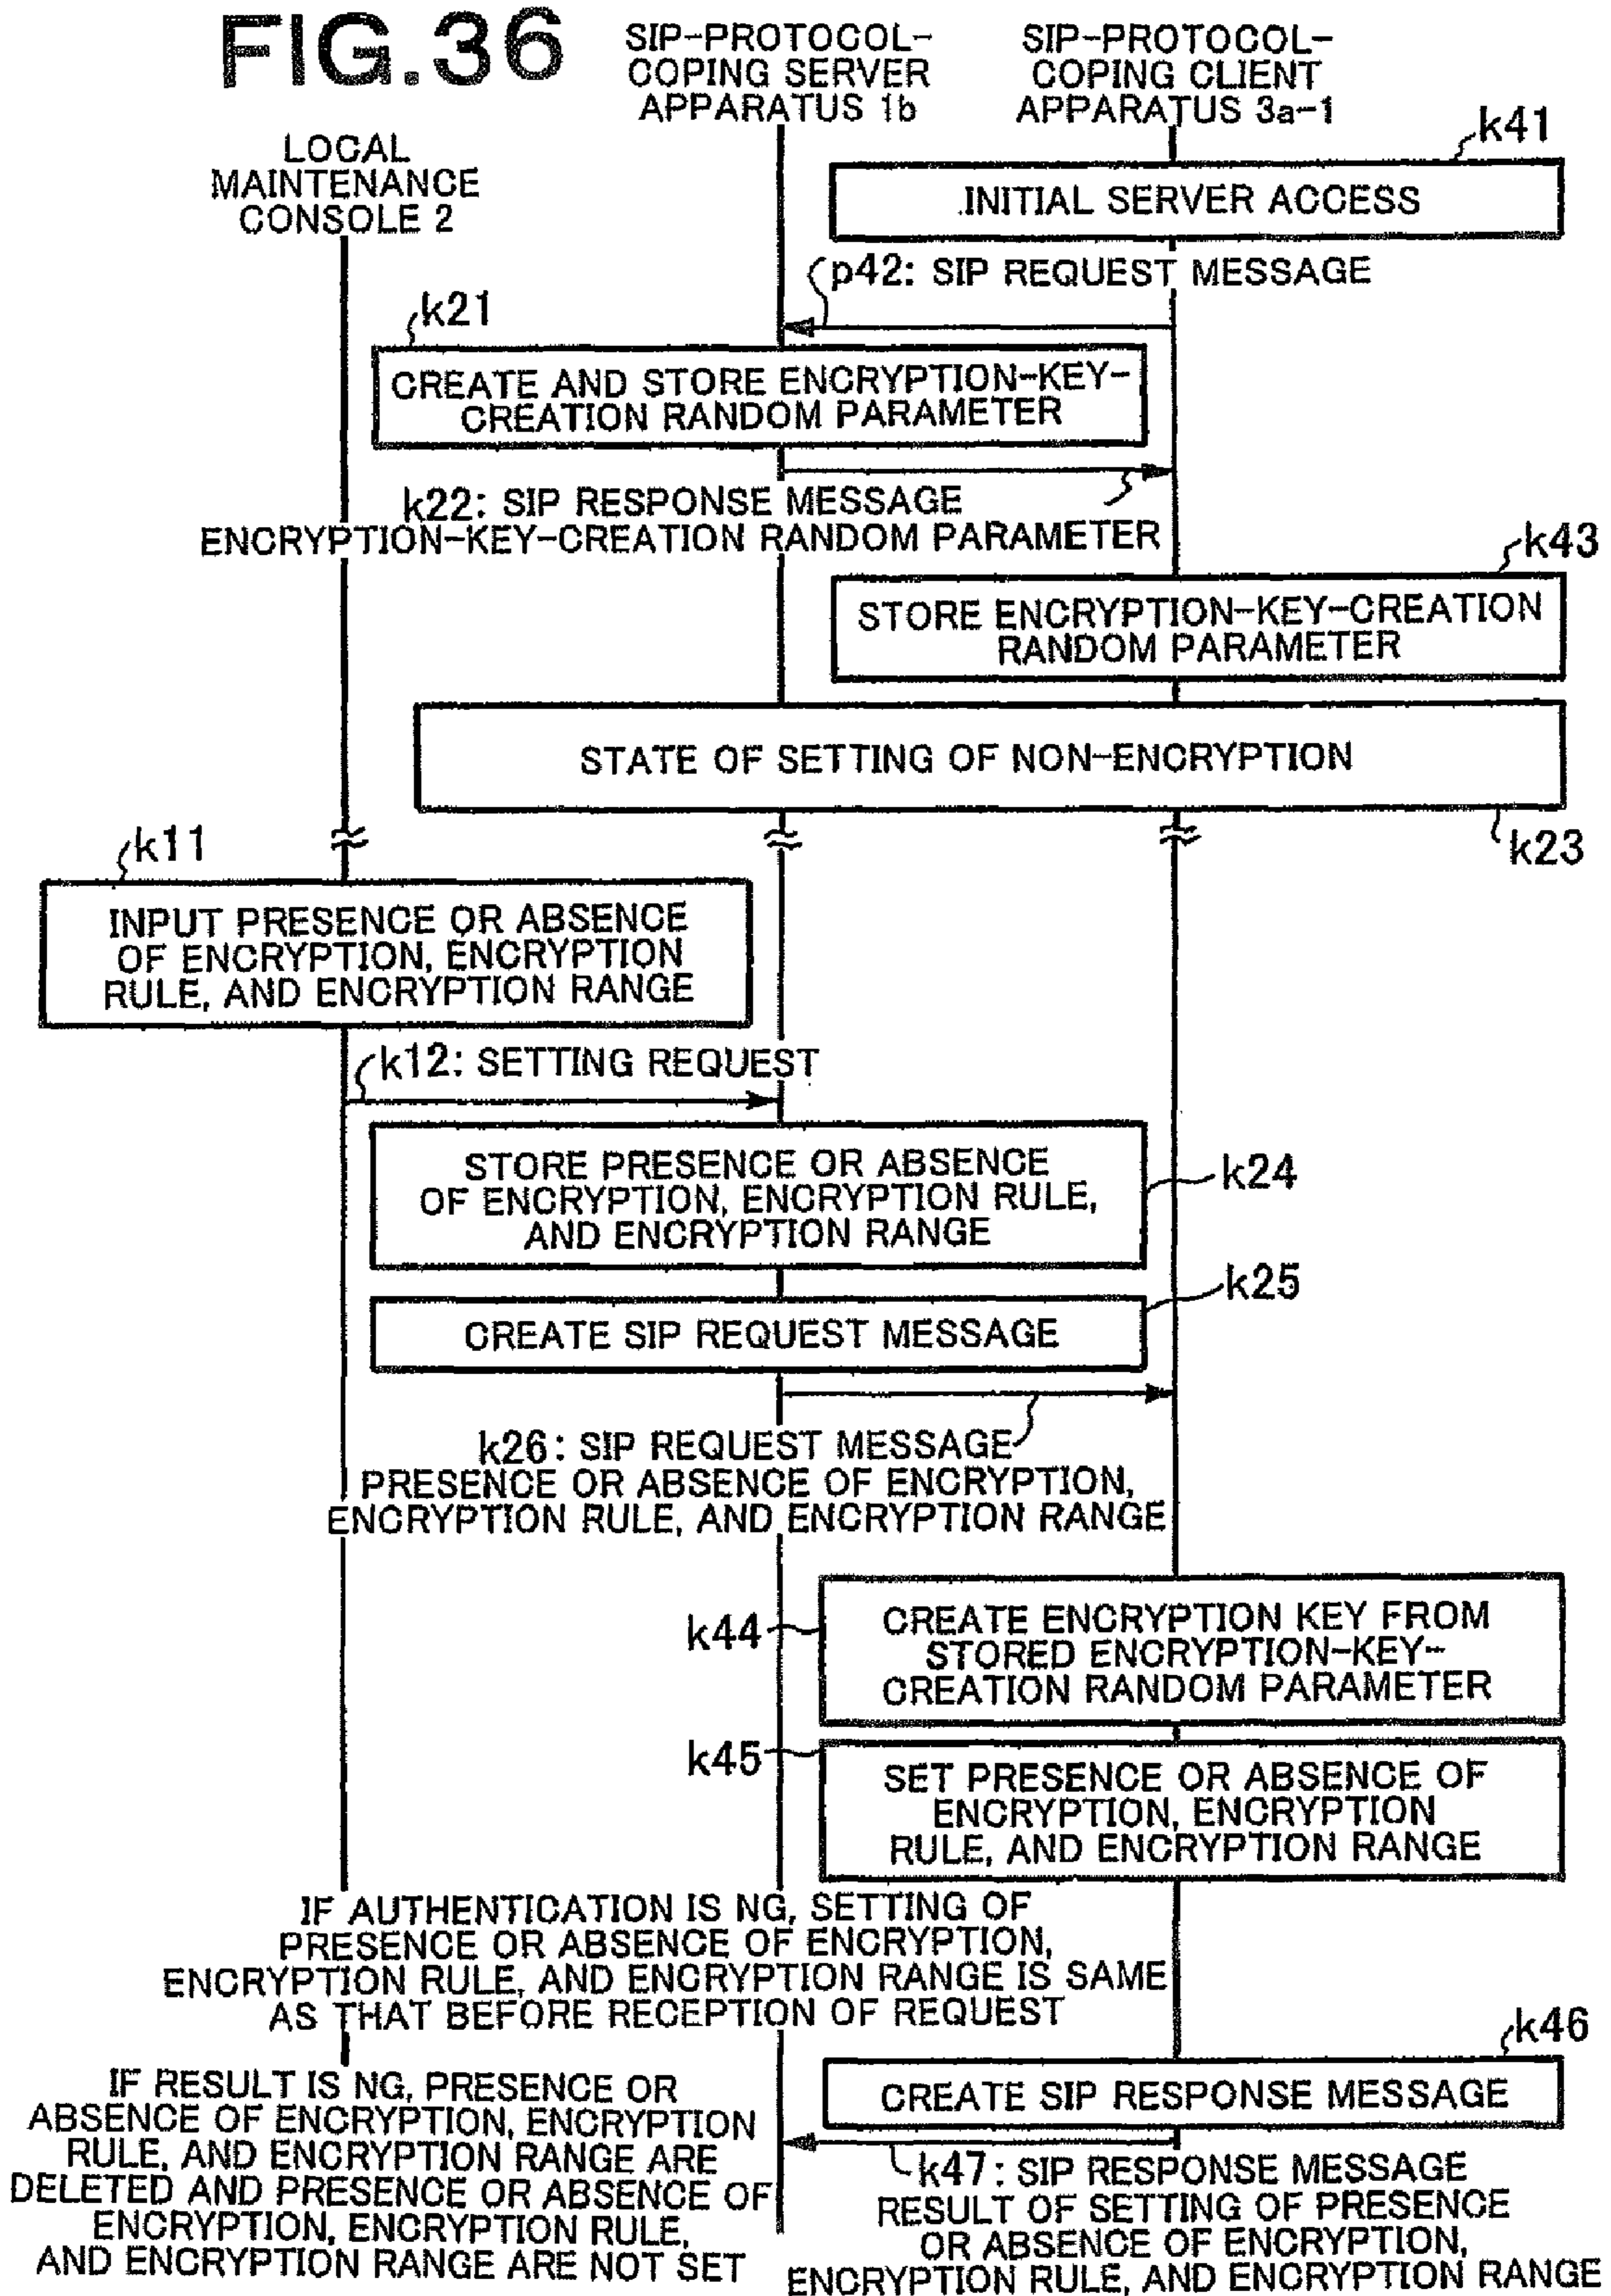 FIG.36
SIP-PROTOCOL-
COPING SERVER
APPARATUS 1b
SIP-PROTOCOL-
COPING CLIENT
APPARATUS 3a-1
LOCAL
MAINTENANCE
CONSOLE 2
k41
INITIAL SERVER ACCESS
p42: SIP REQUEST MESSAGE
k21
CREATE AND STORE ENCRYPTION-KEY-
CREATION RANDOM PARAMETER
k22: SIP RESPONSE MESSAGE
ENCRYPTION-KEY-CREATION RANDOM PARAMETER
k43
STORE ENCRYPTION-KEY-CREATION
RANDOM PARAMETER
STATE OF SETTING OF NON-ENCRYPTION
k23
k11
INPUT PRESENCE OR ABSENCE
OF ENCRYPTION, ENCRYPTION
RULE, AND ENCRYPTION RANGE
k12: SETTING REQUEST
STORE PRESENCE OR ABSENCE
OF ENCRYPTION, ENCRYPTION RULE,
AND ENCRYPTION RANGE
k24
k25
CREATE SIP REQUEST MESSAGE
k26: SIP REQUEST MESSAGE
PRESENCE OR ABSENCE OF ENCRYPTION,
ENCRYPTION RULE, AND ENCRYPTION RANGE
k44
CREATE ENCRYPTION KEY FROM
STORED ENCRYPTION-KEY-
CREATION RANDOM PARAMETER
k45
SET PRESENCE OR ABSENCE OF
ENCRYPTION, ENCRYPTION
RULE, AND ENCRYPTION RANGE
IF AUTHENTICATION IS NG, SETTING OF
PRESENCE OR ABSENCE OF ENCRYPTION,
ENCRYPTION RULE, AND ENCRYPTION RANGE IS SAME
AS THAT BEFORE RECEPTION OF REQUEST
k46
CREATE SIP RESPONSE MESSAGE
IF RESULT IS NG, PRESENCE OR
ABSENCE OF ENCRYPTION, ENCRYPTION
RULE, AND ENCRYPTION RANGE ARE
DELETED AND PRESENCE OR ABSENCE OF
ENCRYPTION, ENCRYPTION RULE,
AND ENCRYPTION RANGE ARE NOT SET
k47: SIP RESPONSE MESSAGE
RESULT OF SETTING OF PRESENCE
OR ABSENCE OF ENCRYPTION,
ENCRYPTION RULE, AND ENCRYPTION RANGE